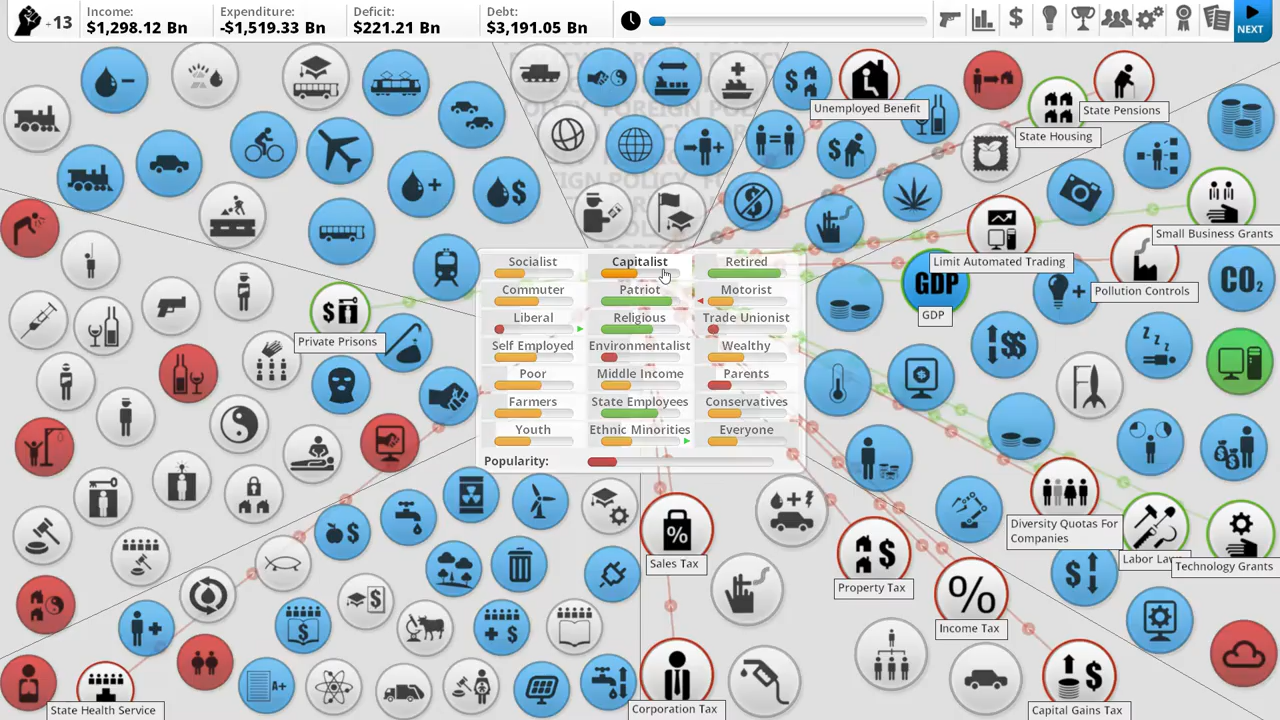 +13
Income:
$1,298.12 Bn
Expenditure:
-$1,519.33 Bn
Deficit:
$221.21 Bn
Debt:
$3,191.05 Bn
NEXT
Unemployed Benefit
State Pensions
State Housing
Small Business Grants
Limit Automated Trading
Pollution Controls
GDP
GDP
CO₂
Private Prisons
Socialist
Capitalist
Retired
Commuter
Patriot
Motorist
Liberal
Religious
Trade Unionist
Self Employed
Environmentalist
Wealthy
Poor
Middle Income
Parents
Farmers
State Employees
Conservatives
Youth
Ethnic Minorities
Everyone
Popularity:
Diversity Quotas For
Companies
Labor Law
Technology Grants
Sales Tax
Property Tax
Income Tax
A+
State Health Service
Corporation Tax
Capital Gains Tax